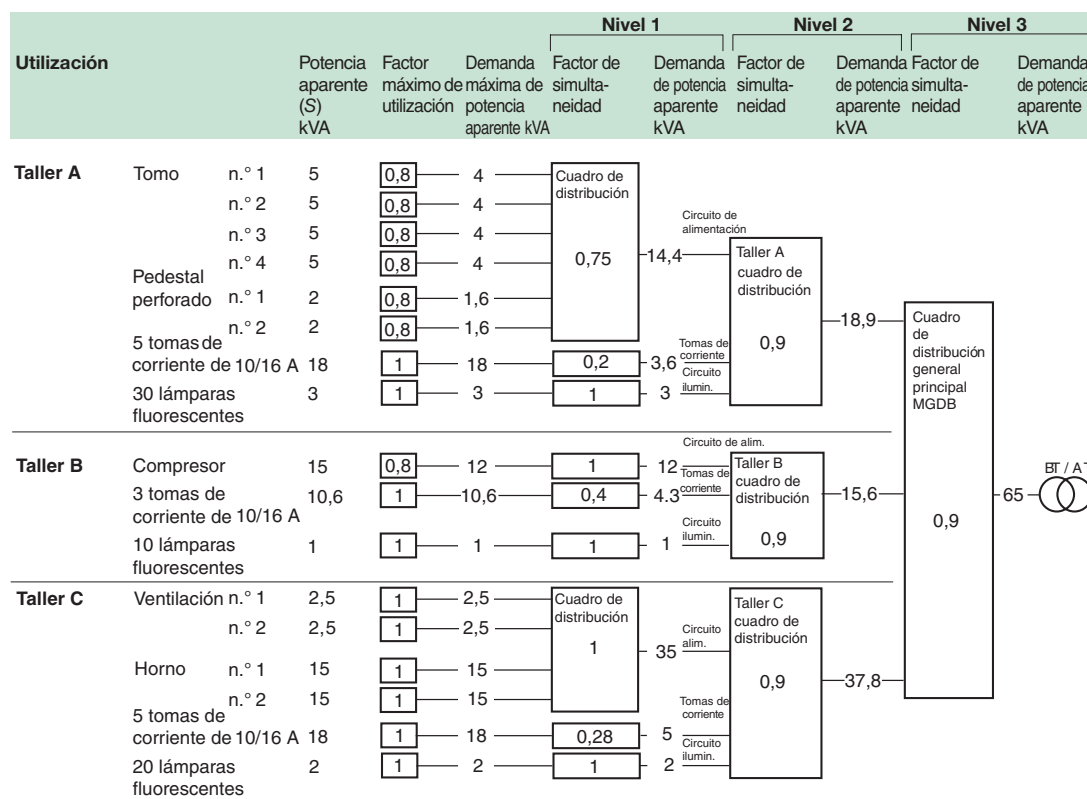 Nivel 1 Nivel 2 Nivel 3
Utilización Potencia Factor Demanda Factor de Demanda Factor de Demanda Factor de Demanda
aparente máximo de máxima de simulta- de potencia simulta- de potencia simulta- de potencia
(S) utilización potencia neidad aparente neidad aparente neidad aparente
kVA aparente kVA kVA kVA kVA
Taller A Tomo n.° 1 5 0,8 4 Cuadro de
distribución
n.° 2 5 0,8 4
Circuito de
alimentación
n.° 3 5 0,8 4
n.° 4 5 0,8 4 0,75 14,4 Taller A
cuadro de
distribución
Pedestal
perforado n.° 1 2 0,8 1,6
n.° 2 2 0,8 1,6 18,9 Cuadro
de
distribución
general
principal
MGDB
5 tomas de
corriente de 10/16 A 18 1 18 0,2 3,6 Tomas de
corriente
0,9
Circuito
ilumin.
30 lámparas 3 1 3 1 3
fluorescentes
Circuito de alim.
Taller B Compresor 15 0,8 12 1 12 Taller B
cuadro de
distribución
Tomas de
corriente
3 tomas de 10,6 1 10,6 0,4 4.3 15,6
corriente de 10/16 A
BT / AT
65
0,9
Circuito
ilumin.
10 lámparas 1 1 1 1 1 0,9
fluorescentes
Taller C Ventilación n.° 1 2,5 1 2,5 Cuadro de
distribución
Taller C
cuadro de
distribución
n.° 2 2,5 1 2,5
1 35 Circuito
alim.
Horno n.° 1 15 1 15
0,9 37,8
n.° 2 15 1 15
Tomas de
corriente
5 tomas de
corriente de 10/16 A 18 1 18 0,28 5
Circuito
ilumin.
20 lámparas 2 1 2 1 2
fluorescentes